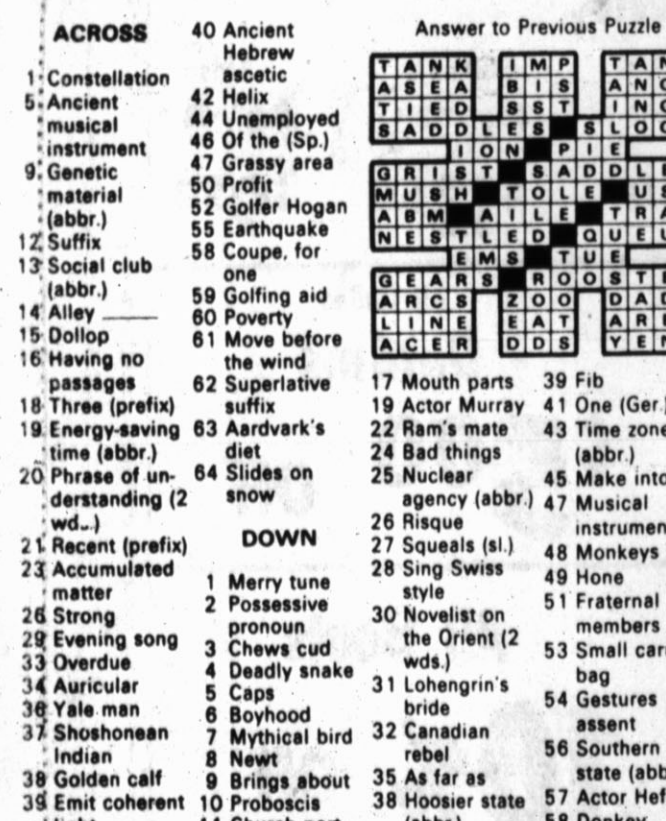 ACROSS
1 Constellation
5 Ancient
musical
instrument
9 Genetic
material
(abbr.)
12 Suffix
13 Social club
(abbr.)
14 Alley ____
15 Dollop
16 Having no
passages
18 Three (prefix)
19 Energy-saving
time (abbr.)
20 Phrase of un-
derstanding (2
wd..)
21 Recent (prefix)
23 Accumulated
matter
26 Strong
29 Evening song
33 Overdue
34 Auricular
36 Yale man
37 Shoshonean
Indian
38 Golden calf
39 Emit coherent
40 Ancient
Hebrew
ascetic
42 Helix
44 Unemployed
46 Of the (Sp.)
47 Grassy area
50 Profit
52 Golfer Hogan
55 Earthquake
58 Coupe, for
one
59 Golfing aid
60 Poverty
61 Move before
the wind
62 Superlative
suffix
63 Aardvark's
diet
64 Slides on
snow
DOWN
1 Merry tune
2 Possessive
pronoun
3 Chews cud
4 Deadly snake
5 Caps
6 Boyhood
7 Mythical bird
8 Newt
9 Brings about
10 Proboscis
Answer to Previous Puzzle
TANK IMP TAN
ASEA BIS ANO
TIED SST INC
SADDLES SLOO
ION PIE
GRIST SADDLE
MUSH TOLE US
ABM AILE TRA
NESTLED QUEU
EMS TUE
GEARS ROOST
ARCS ZOO DAD
LINE EAT ARE
ACER DDS YEN
17 Mouth parts
19 Actor Murray
22 Ram's mate
24 Bad things
25 Nuclear
agency (abbr.)
26 Risque
27 Squeals (sl.)
28 Sing Swiss
style
30 Novelist on
the Orient (2
wds.)
31 Lohengrin's
bride
32 Canadian
rebel
35 As far as
38 Hoosier state
39 Fib
41 One (Ger.)
43 Time zone
(abbr.)
45 Make into
47 Musical
instrumen
48 Monkeys
49 Hone
51 Fraternal
members
53 Small carr
bag
54 Gestures
assent
56 Southern
state (abb
57 Actor Hef
58 Donkey